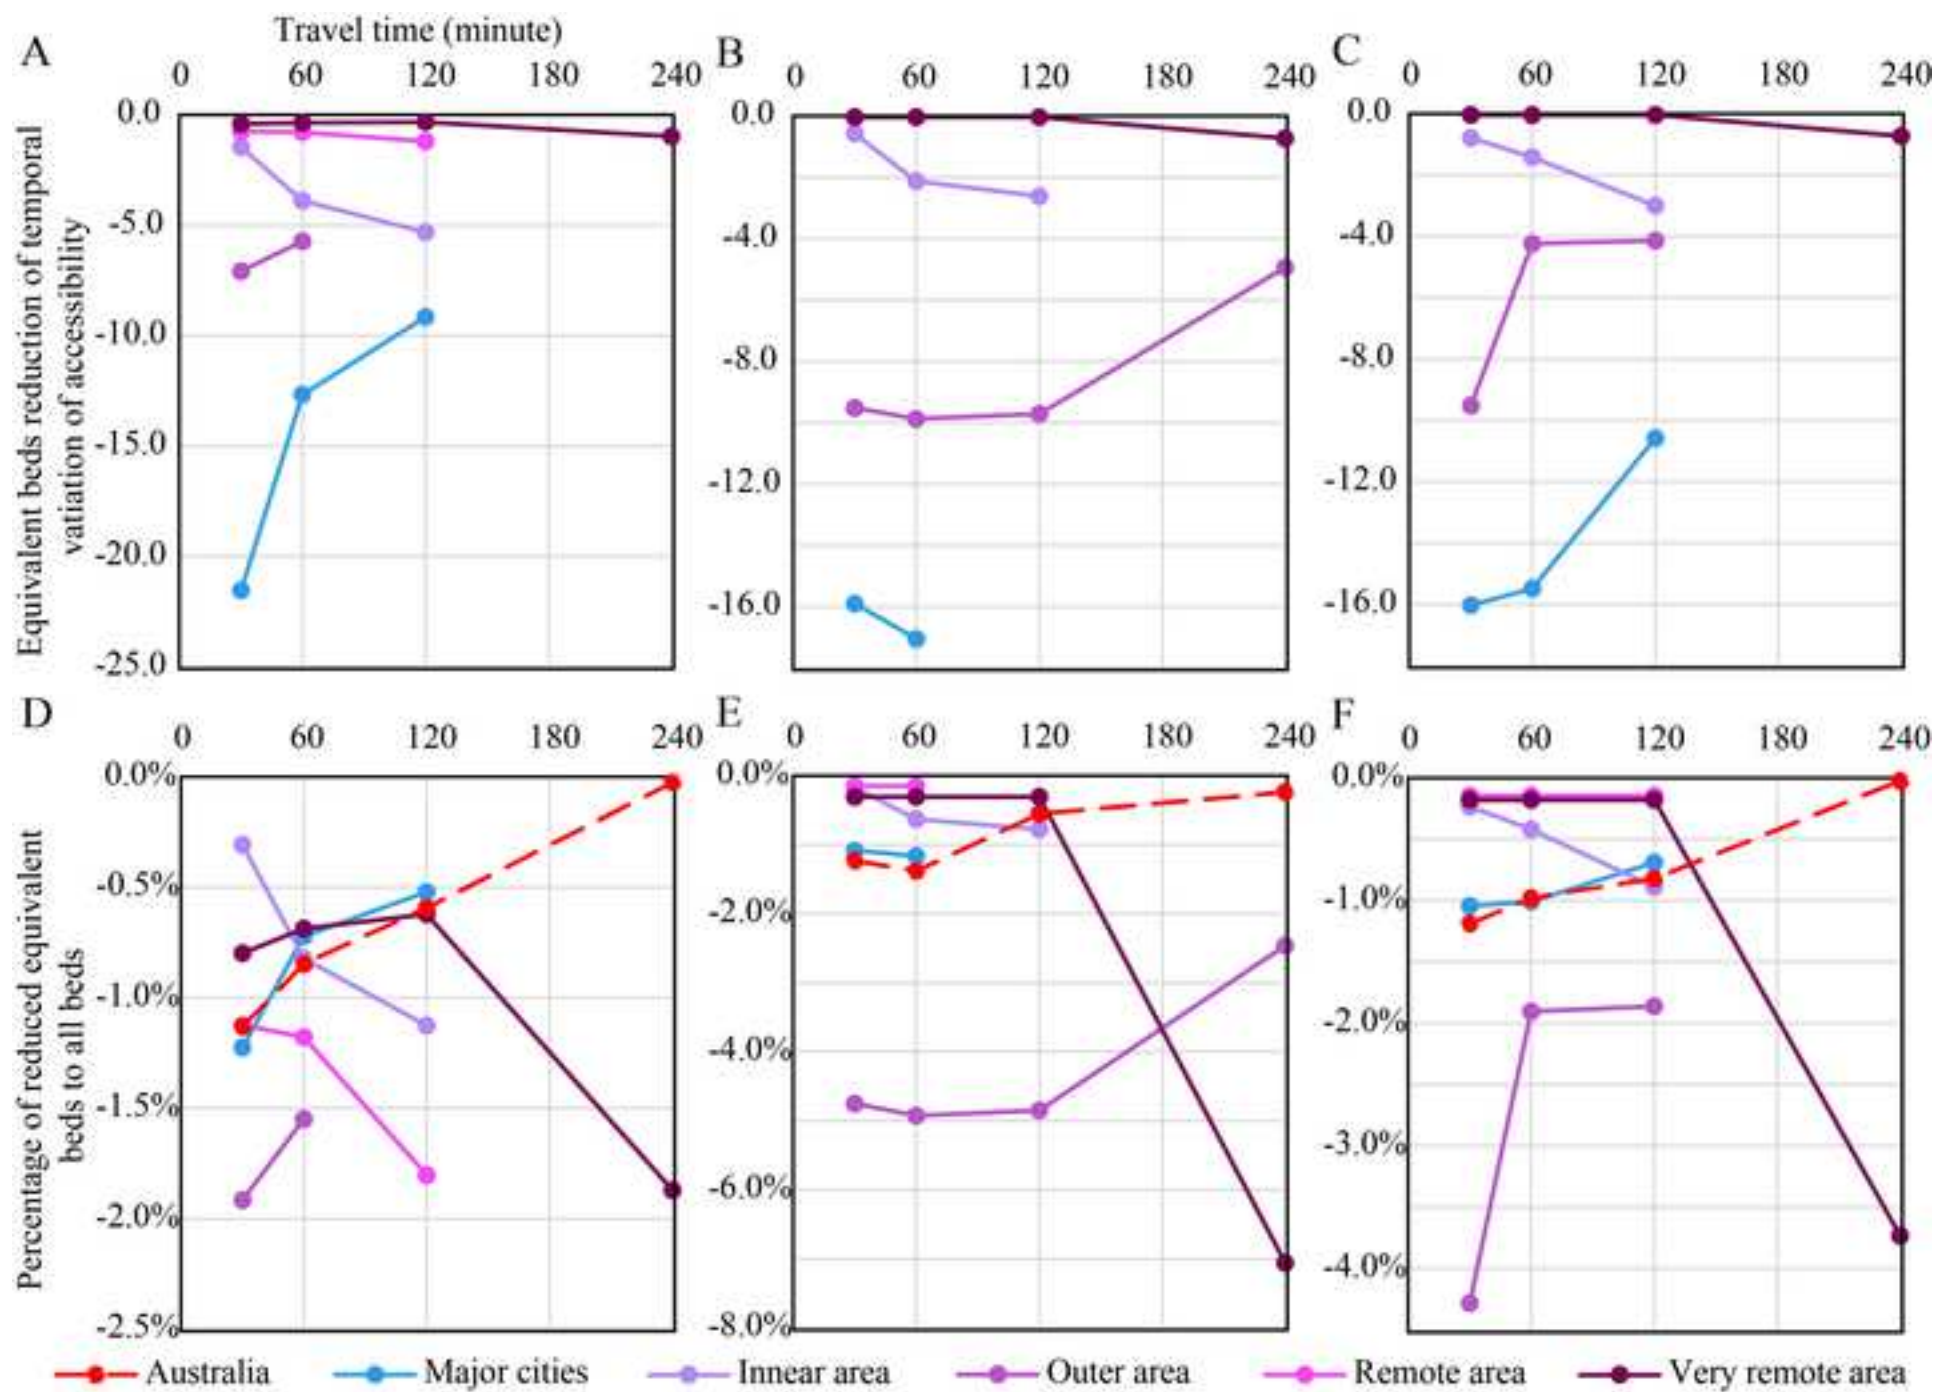 Travel time (minute)
A
0 60 120 180 240
B
0 60 120 180 240
C
0 60 120 180 240
Equivalent beds reduction of temporal
vatiation of accessibility
0.0
-5.0
-10.0
-15.0
-20.0
-25.0
0.0
-4.0
-8.0
-12.0
-16.0
0.0
-4.0
-8.0
-12.0
-16.0
D
0 60 120 180 240
E
0 60 120 180 240
F
0 60 120 180 240
Percentage of reduced equivalent
beds to all beds
0.0%
-0.5%
-1.0%
-1.5%
-2.0%
-2.5%
0.0%
-2.0%
-4.0%
-6.0%
-8.0%
0.0%
-1.0%
-2.0%
-3.0%
-4.0%
Australia Major cities Innear area Outer area Remote area Very remote area